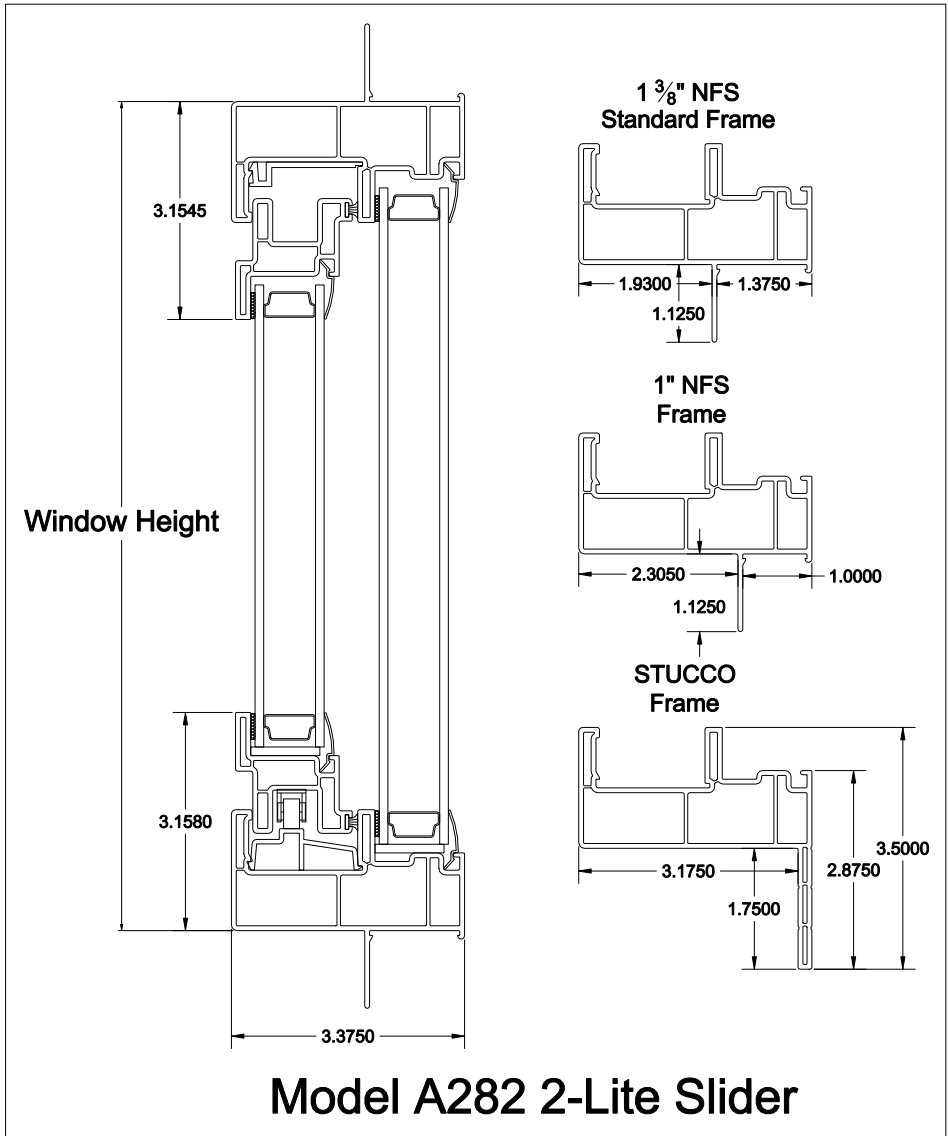 1 ⅜" NFS
Standard Frame
3.1545
1.9300
1.3750
1.1250
1" NFS
Frame
Window Height
2.3050
1.0000
1.1250
STUCCO
Frame
3.1580
3.5000
2.8750
3.1750
1.7500
3.3750
Model A282 2-Lite Slider